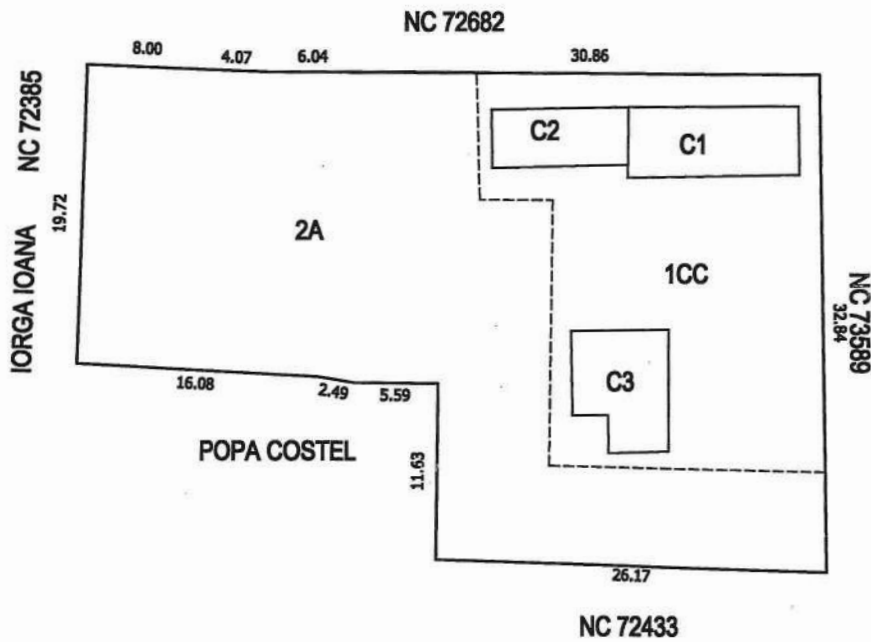 NC 72682
8.00
4.07
6.04
30.86
IORGA IOANA NC 72385
19.72
C2
C1
2A
1CC
NC 73589
32.84
C3
16.08
2.49
5.59
POPA COSTEL
11.63
26.17
NC 72433